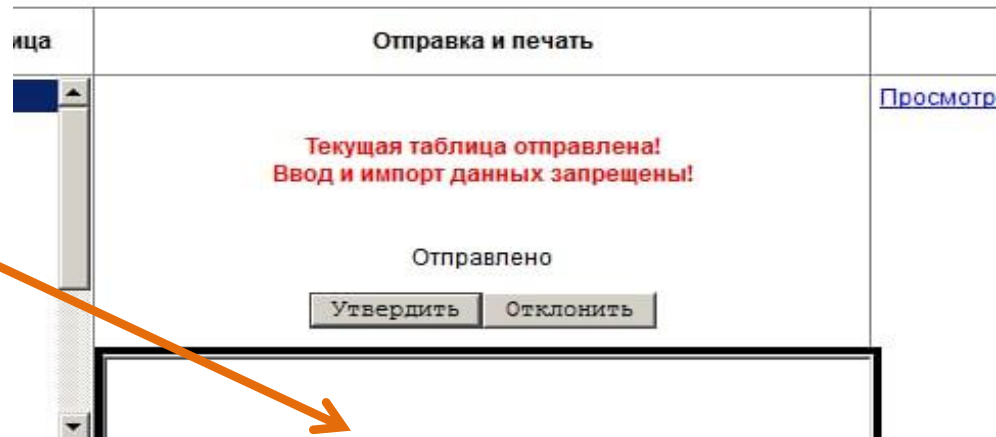 ица
Отправка и печать
Просмотр
Текущая таблица отправлена!
Ввод и импорт данных запрещены!
Отправлено
Утвердить
Отклонить